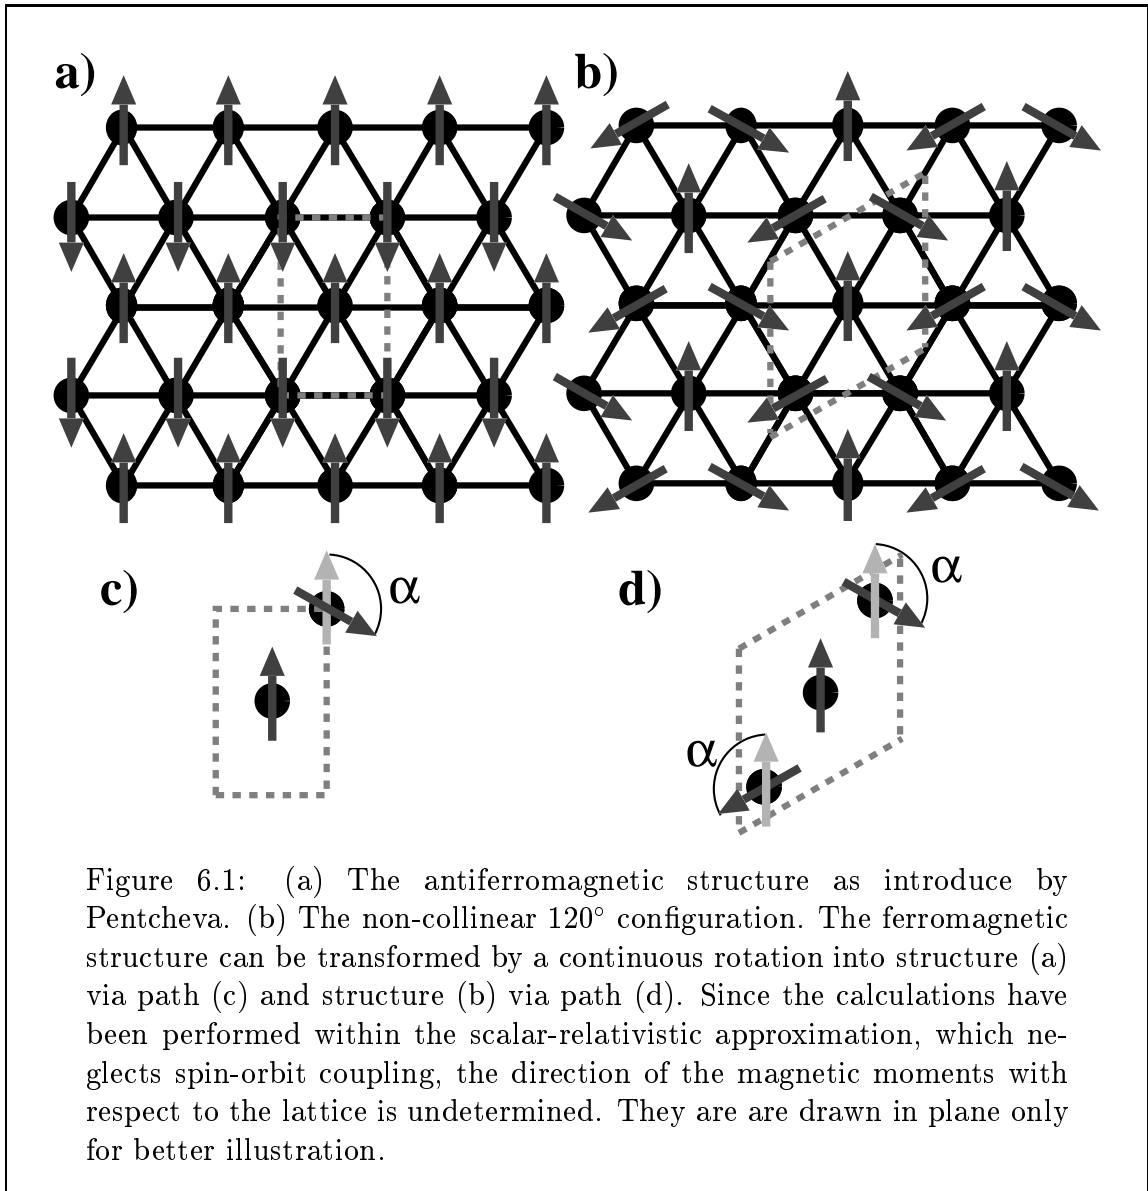 a)
b)
c)
α
d)
α
α
Figure 6.1: (a) The antiferromagnetic structure as introduce by
Pentcheva. (b) The non-collinear 120° configuration. The ferromagnetic
structure can be transformed by a continuous rotation into structure (a)
via path (c) and structure (b) via path (d). Since the calculations have
been performed within the scalar-relativistic approximation, which ne-
glects spin-orbit coupling, the direction of the magnetic moments with
respect to the lattice is undetermined. They are are drawn in plane only
for better illustration.